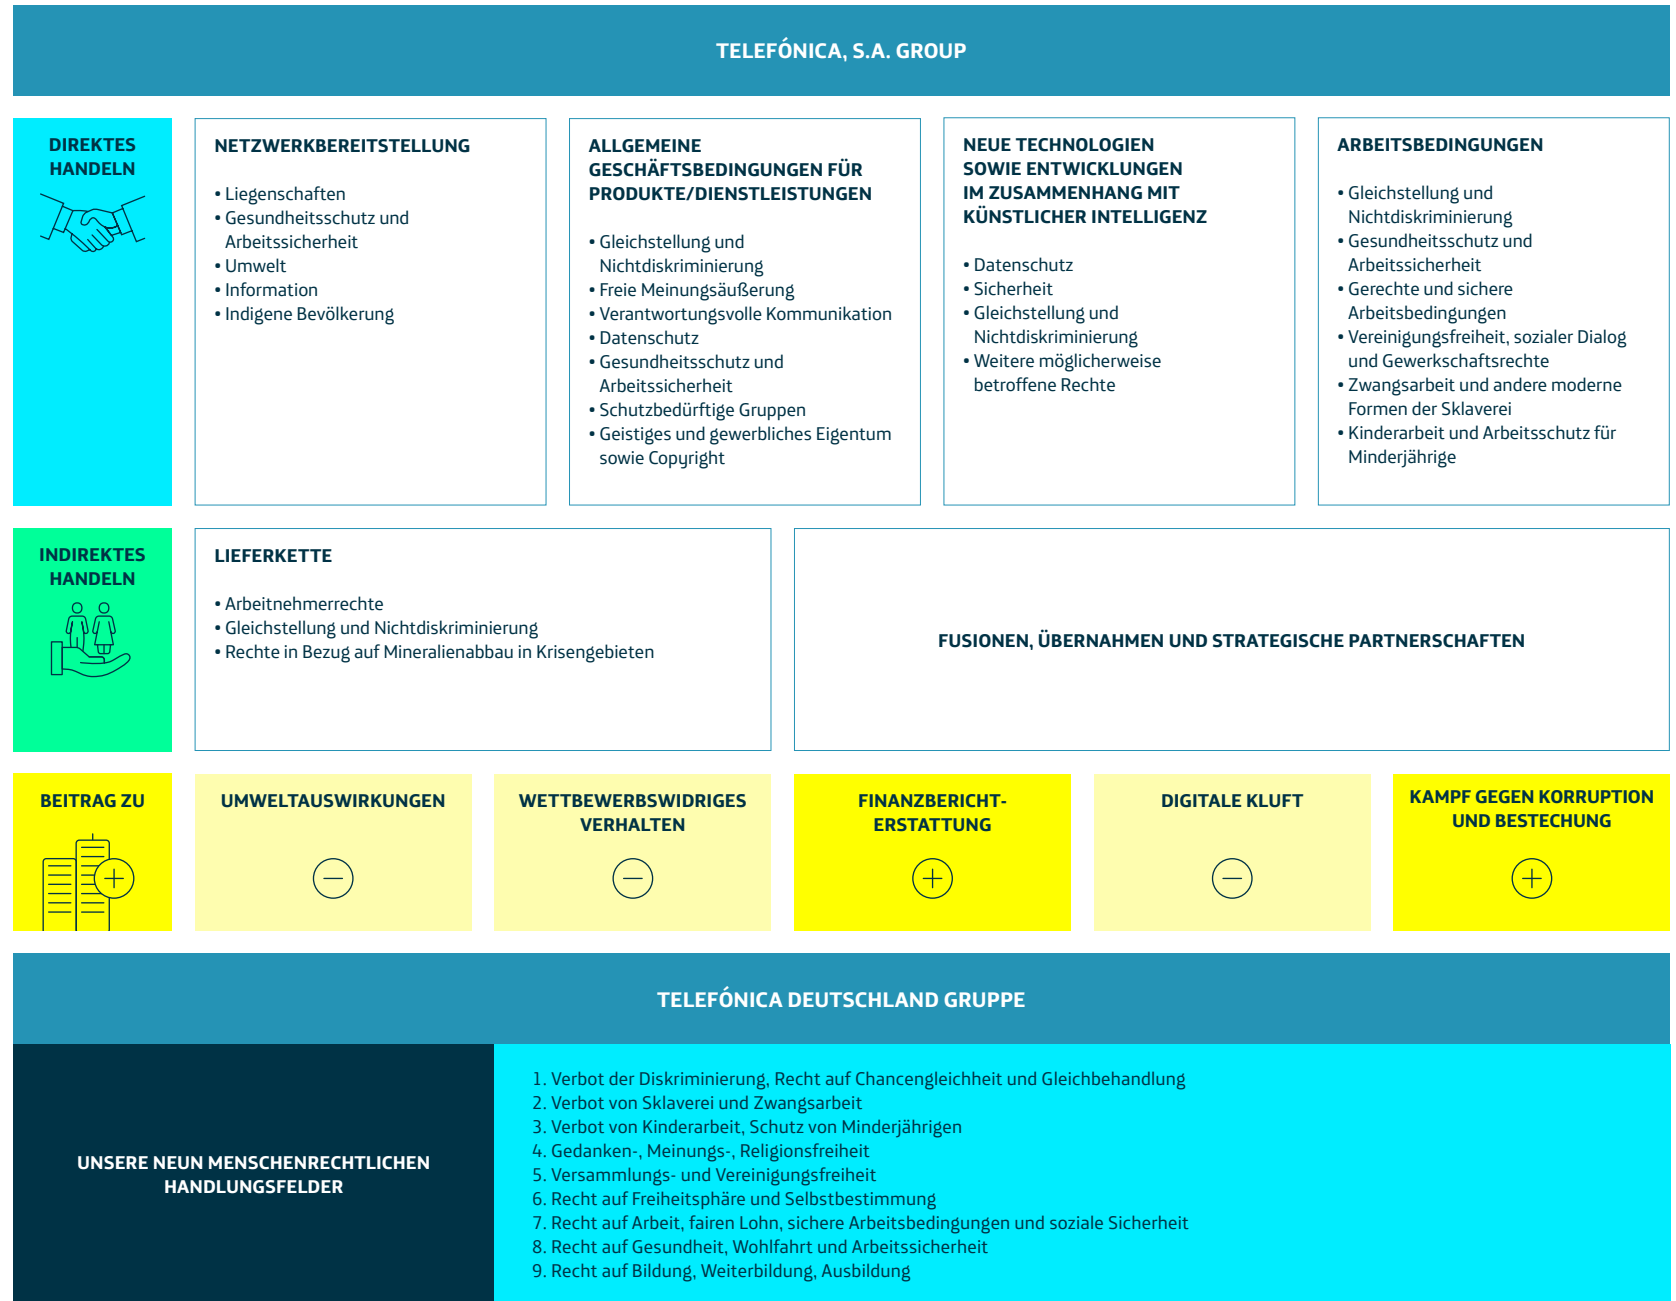 TELEFÓNICA, S.A. GROUP
DIREKTES
HANDELN
NETZWERKBEREITSTELLUNG
• Liegenschaften
• Gesundheitsschutz und
Arbeitssicherheit
• Umwelt
• Information
• Indigene Bevölkerung
ALLGEMEINE
GESCHÄFTSBEDINGUNGEN FÜR
PRODUKTE/DIENSTLEISTUNGEN
• Gleichstellung und
Nichtdiskriminierung
• Freie Meinungsäußerung
• Verantwortungsvolle Kommunikation
• Datenschutz
• Gesundheitsschutz und
Arbeitssicherheit
• Schutzbedürftige Gruppen
• Geistiges und gewerbliches Eigentum
sowie Copyright
NEUE TECHNOLOGIEN
SOWIE ENTWICKLUNGEN
IM ZUSAMMENHANG MIT
KÜNSTLICHER INTELLIGENZ
• Datenschutz
• Sicherheit
• Gleichstellung und
Nichtdiskriminierung
• Weitere möglicherweise
betroffene Rechte
ARBEITSBEDINGUNGEN
• Gleichstellung und
Nichtdiskriminierung
• Gesundheitsschutz und
Arbeitssicherheit
• Gerechte und sichere
Arbeitsbedingungen
• Vereinigungsfreiheit, sozialer Dialog
und Gewerkschaftsrechte
• Zwangsarbeit und andere moderne
Formen der Sklaverei
• Kinderarbeit und Arbeitsschutz für
Minderjährige
INDIREKTES
HANDELN
LIEFERKETTE
• Arbeitnehmerrechte
• Gleichstellung und Nichtdiskriminierung
• Rechte in Bezug auf Mineralienabbau in Krisengebieten
FUSIONEN, ÜBERNAHMEN UND STRATEGISCHE PARTNERSCHAFTEN
BEITRAG ZU
UMWELTAUSWIRKUNGEN
WETTBEWERBSWIDRIGES
VERHALTEN
FINANZBERICHT-
ERSTATTUNG
DIGITALE KLUFT
KAMPF GEGEN KORRUPTION
UND BESTECHUNG
TELEFÓNICA DEUTSCHLAND GRUPPE
UNSERE NEUN MENSCHENRECHTLICHEN
HANDLUNGSFELDER
1. Verbot der Diskriminierung, Recht auf Chancengleichheit und Gleichbehandlung
2. Verbot von Sklaverei und Zwangsarbeit
3. Verbot von Kinderarbeit, Schutz von Minderjährigen
4. Gedanken-, Meinungs-, Religionsfreiheit
5. Versammlungs- und Vereinigungsfreiheit
6. Recht auf Freiheitsphäre und Selbstbestimmung
7. Recht auf Arbeit, fairen Lohn, sichere Arbeitsbedingungen und soziale Sicherheit
8. Recht auf Gesundheit, Wohlfahrt und Arbeitssicherheit
9. Recht auf Bildung, Weiterbildung, Ausbildung